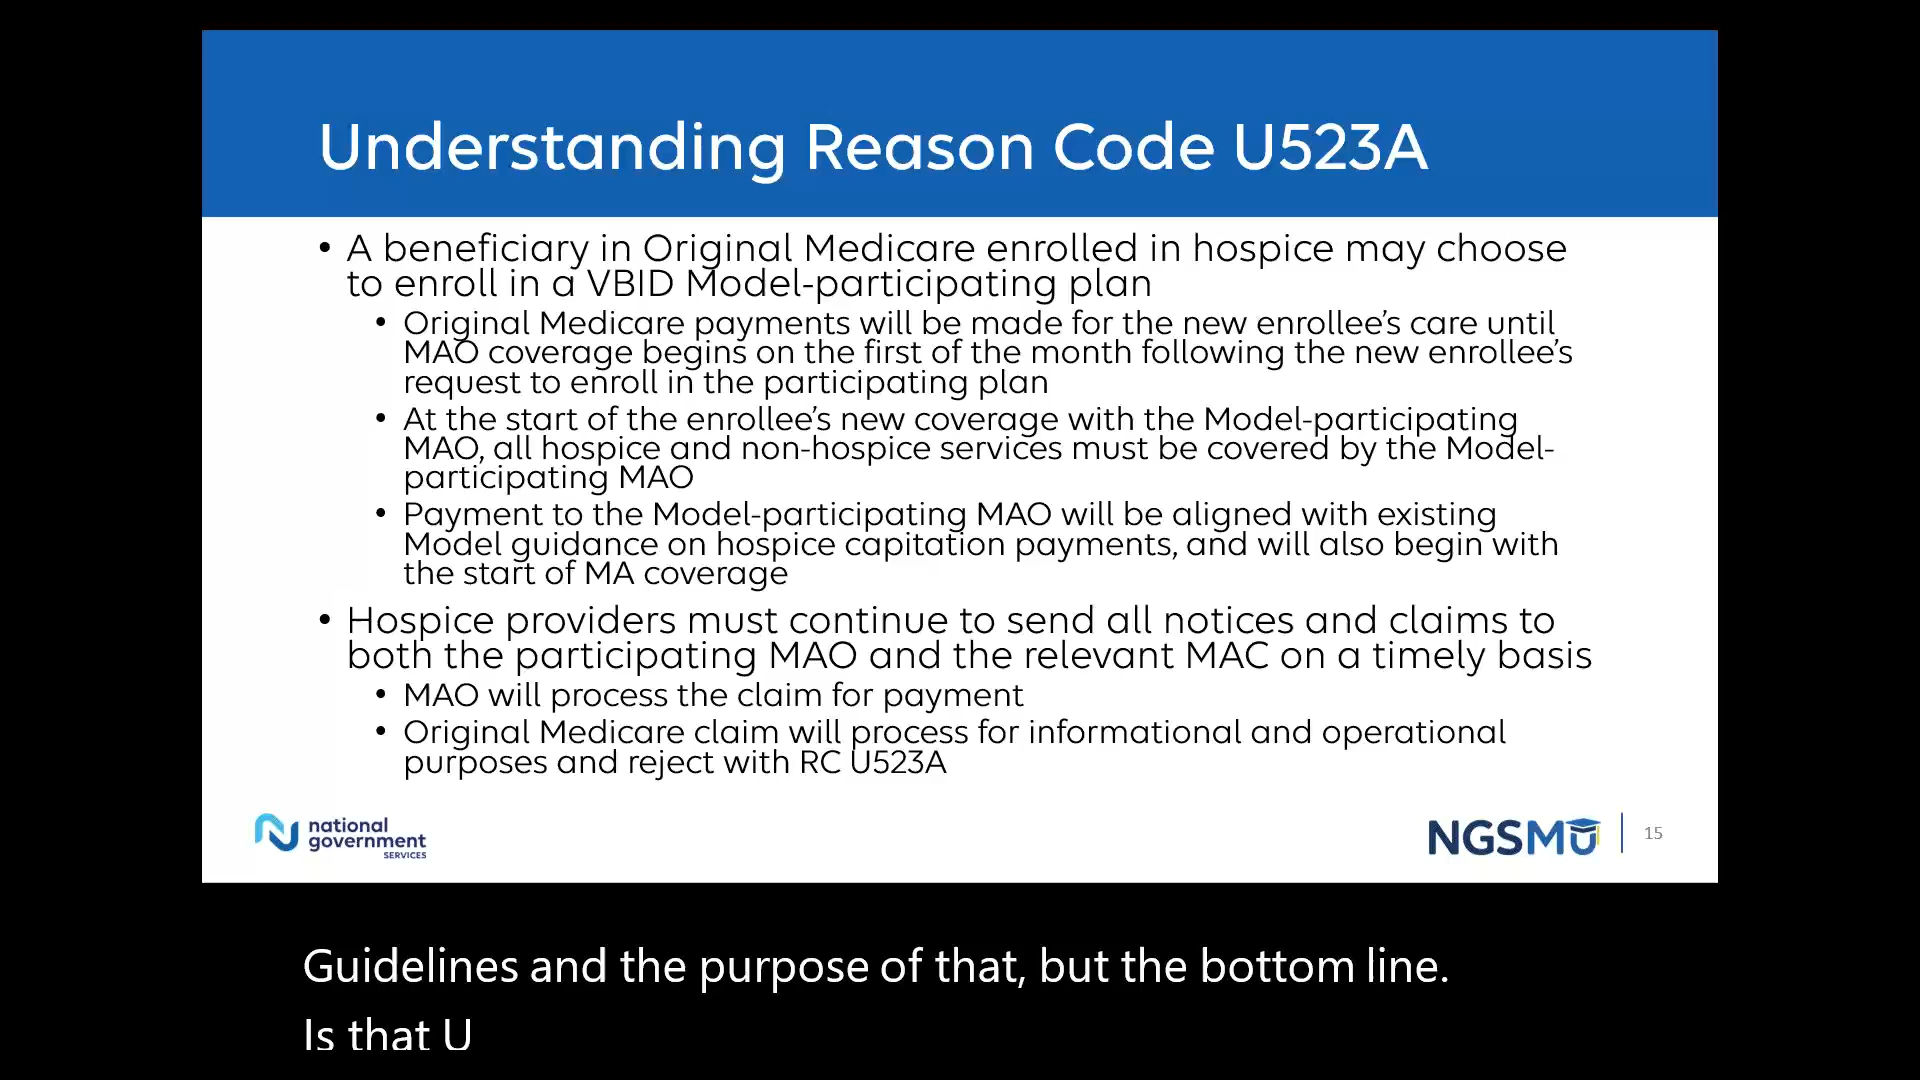 Understanding Reason Code U523A
• A beneficiary in Original Medicare enrolled in hospice may choose
to enroll in a VBID Model-participating plan
• Original Medicare payments will be made for the new enrollee’s care until
MAO coverage begins on the first of the month following the new enrollee’s
request to enroll in the participating plan
• At the start of the enrollee’s new coverage with the Model-participating
MAO, all hospice and non-hospice services must be covered by the Model-
participating MAO
• Payment to the Model-participating MAO will be aligned with existing
Model guidance on hospice capitation payments, and will also begin with
the start of MA coverage
• Hospice providers must continue to send all notices and claims to
both the participating MAO and the relevant MAC on a timely basis
• MAO will process the claim for payment
• Original Medicare claim will process for informational and operational
purposes and reject with RC U523A
national
government
SERVICES
NGSMU
15
Guidelines and the purpose of that, but the bottom line.
Is that U